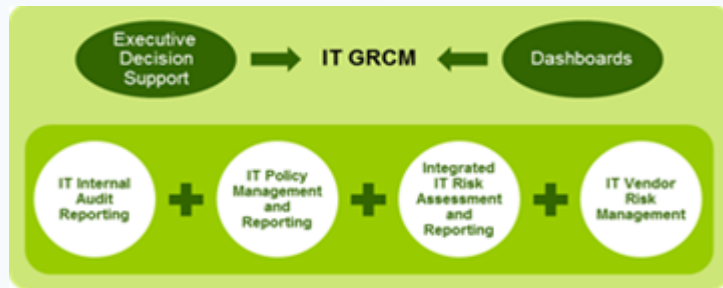 Executive
Decision
Support
IT GRCM
Dashboards
IT Internal
Audit
Reporting
IT Policy
Management
and
Reporting
Integrated
IT Risk
Assessment
and
Reporting
IT Vendor
Risk
Management